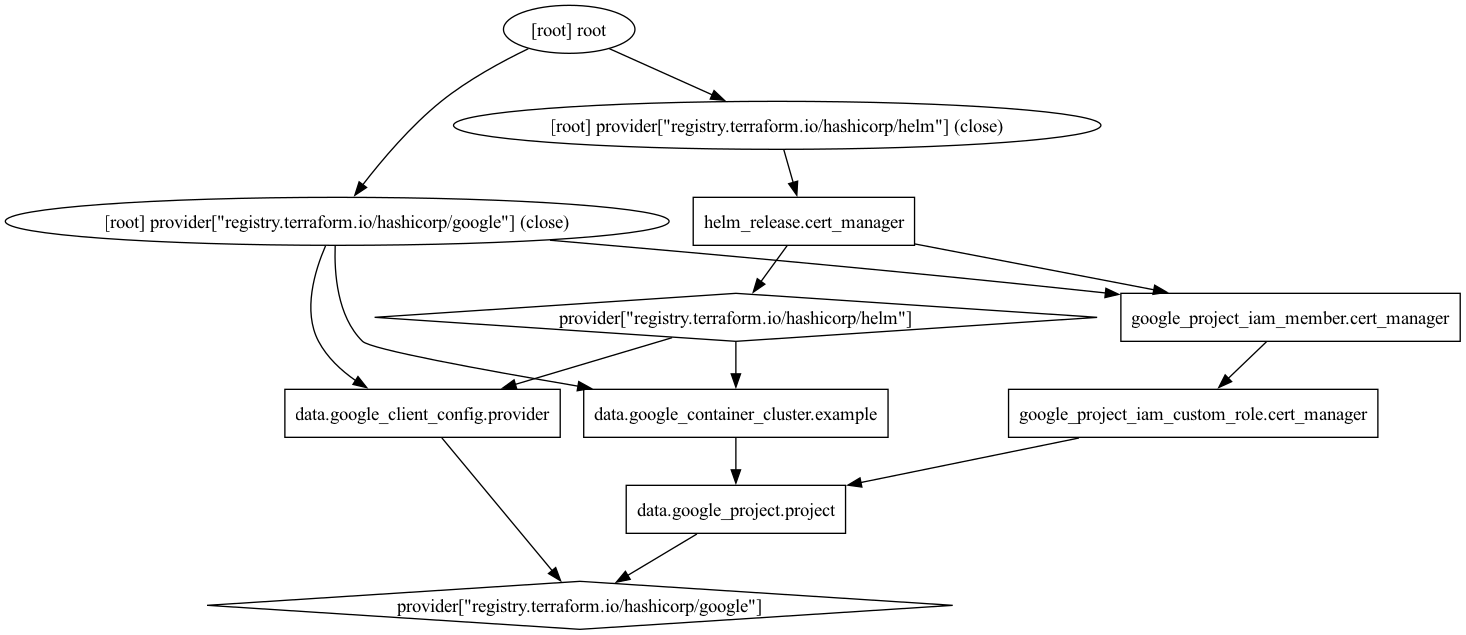 [root] root
[root] provider["registry.terraform.io/hashicorp/helm"] (close)
[root] provider["registry.terraform.io/hashicorp/google"] (close)
helm_release.cert_manager
provider["registry.terraform.io/hashicorp/helm"]
google_project_iam_member.cert_manager
data.google_client_config.provider
data.google_container_cluster.example
google_project_iam_custom_role.cert_manager
data.google_project.project
provider["registry.terraform.io/hashicorp/google"]